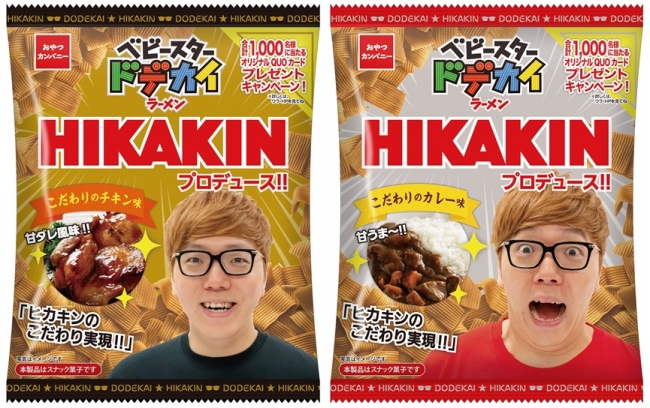 DODEKAI ★ HIKAKIN DODEKAI ★ HIKAKIN DODEKAI
おやつ
カンパニー
ベビースター
ドデカイ
ラーメン
合計1,000名様に当たる
オリジナルQUOカード
プレゼント
キャンペーン!
HIKAKIN
プロデュース!!
こだわりのチキン味
甘ダレ風味!!
「ヒカキンの
こだわり実現!!」
写真はイメージです
本製品はスナック菓子です
★ HIKAKIN DODEKAI ★ HIKAKIN DODEKAI ★ HIKAKIN
DODEKAI ★ HIKAKIN DODEKAI ★ HIKAKIN DODEKAI
おやつ
カンパニー
ベビースター
ドデカイ
ラーメン
合計1,000名様に当たる
オリジナルQUOカード
プレゼント
キャンペーン!
HIKAKIN
プロデュース!!
こだわりのカレー味
甘うま〜!!
「ヒカキンの
こだわり実現!!」
写真はイメージです
本製品はスナック菓子です
★ HIKAKIN DODEKAI ★ HIKAKIN DODEKAI ★ HIKAKIN